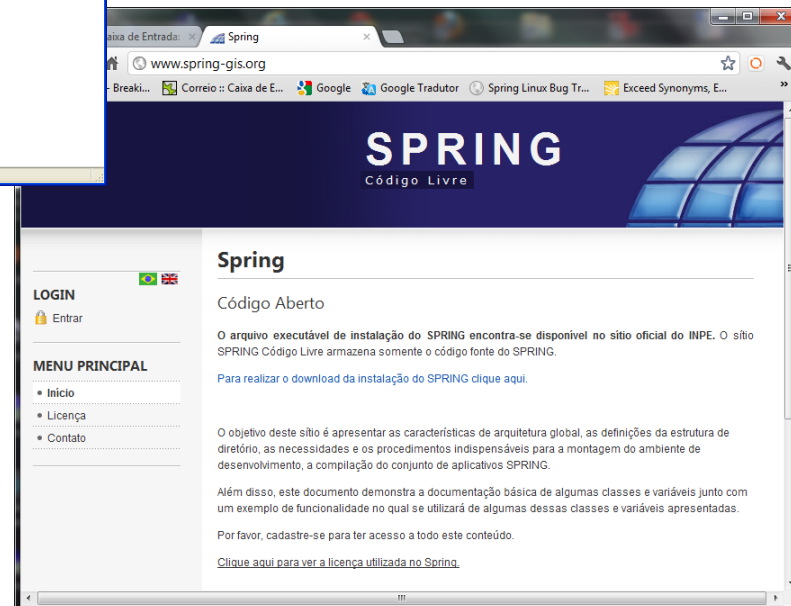 aixa de Entrada:
Spring
www.spring-gis.org
- Breaki...
Correio :: Caixa de E...
Google
Google Tradutor
Spring Linux Bug Tr...
Exceed Synonyms, E...
»
SPRING
Código Livre
Spring
LOGIN
Entrar
MENU PRINCIPAL
Início
Licença
Contato
Código Aberto
O arquivo executável de instalação do SPRING encontra-se disponível no sítio oficial do INPE. O sítio
SPRING Código Livre armazena somente o código fonte do SPRING.
Para realizar o download da instalação do SPRING clique aqui.
O objetivo deste sítio é apresentar as características de arquitetura global, as definições da estrutura de
diretório, as necessidades e os procedimentos indispensáveis para a montagem do ambiente de
desenvolvimento, a compilação do conjunto de aplicativos SPRING.
Além disso, este documento demonstra a documentação básica de algumas classes e variáveis junto com
um exemplo de funcionalidade no qual se utilizará de algumas dessas classes e variáveis apresentadas.
Por favor, cadastre-se para ter acesso a todo este conteúdo.
Clique aqui para ver a licença utilizada no Spring.